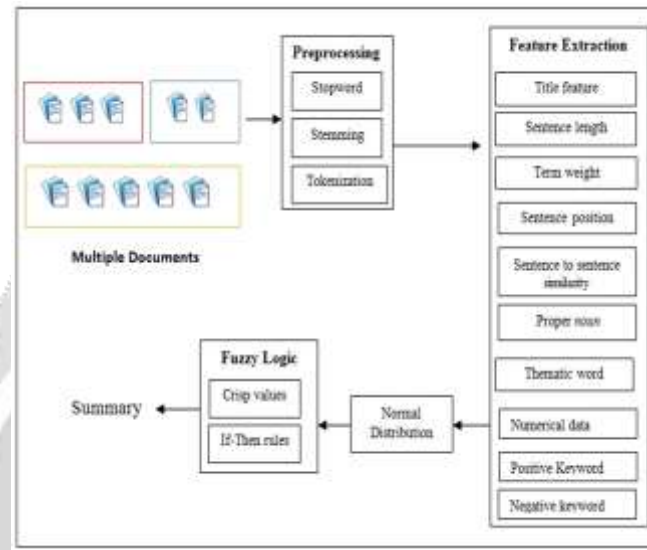 Preprocessing
Stopword
Stemming
Tokenization
Multiple Documents
Feature Extraction
Title feature
Sentence length
Term weight
Sentence position
Sentence to sentence
similarity
Proper noun
Thematic word
Numerical data
Positive Keyword
Negative keyword
Normal
Distribution
Fuzzy Logic
Crisp values
If-Then rules
Summary